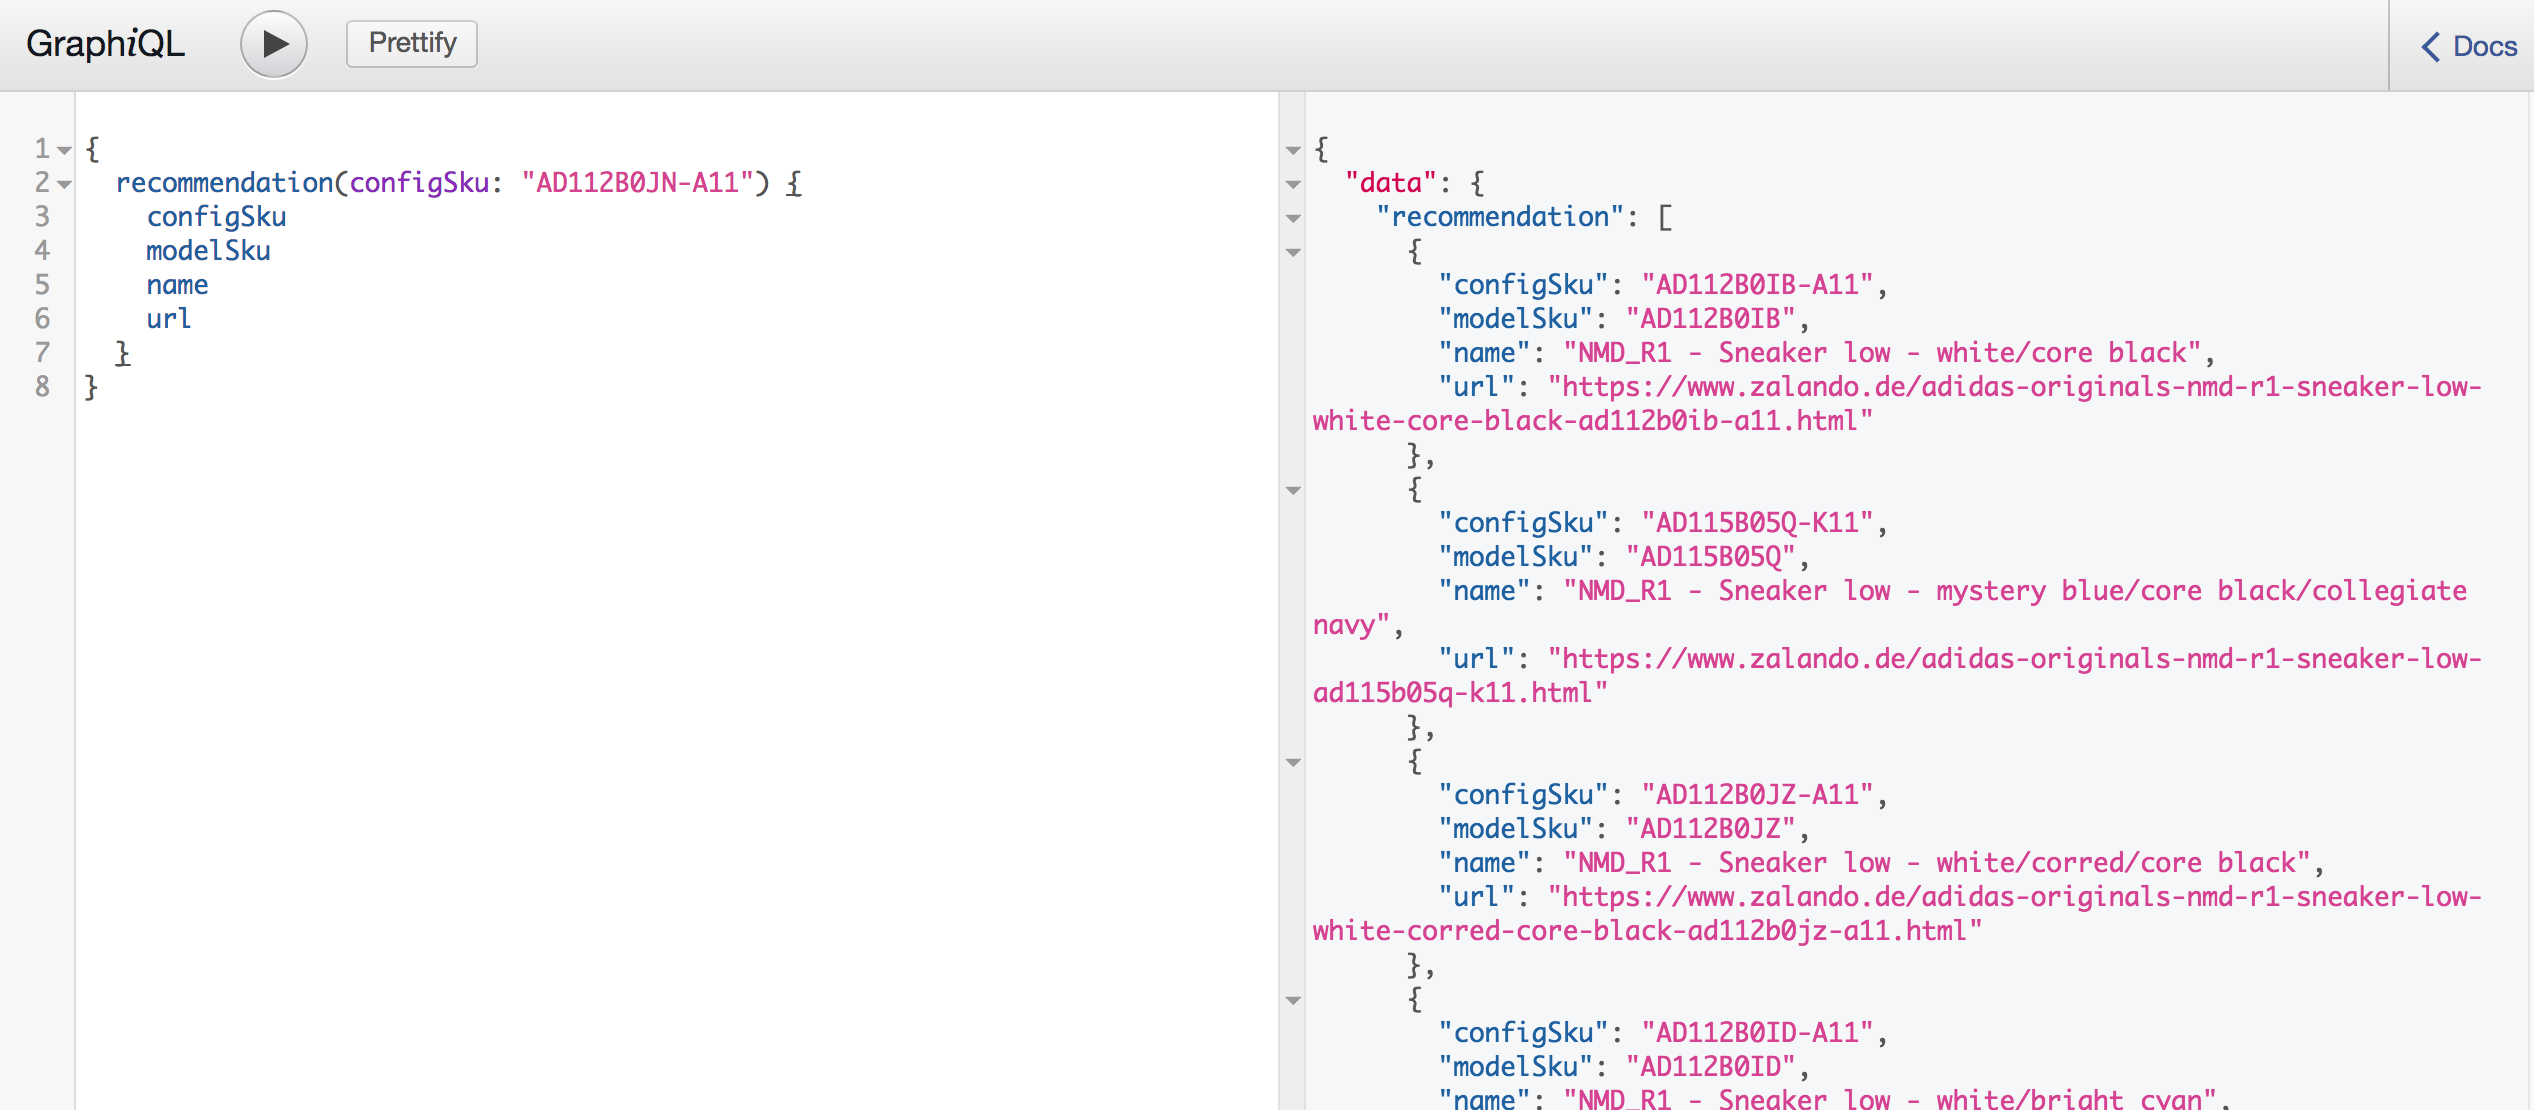 GraphiQL
Prettify
Docs
1 {
2   recommendation(configSku: "AD112B0JN-A11") {
3     configSku
4     modelSku
5     name
6     url
7   }
8 }
{
  "data": {
    "recommendation": [
      {
        "configSku": "AD112B0IB-A11",
        "modelSku": "AD112B0IB",
        "name": "NMD_R1 - Sneaker low - white/core black",
        "url": "https://www.zalando.de/adidas-originals-nmd-r1-sneaker-low-
white-core-black-ad112b0ib-a11.html"
      },
      {
        "configSku": "AD115B05Q-K11",
        "modelSku": "AD115B05Q",
        "name": "NMD_R1 - Sneaker low - mystery blue/core black/collegiate
navy",
        "url": "https://www.zalando.de/adidas-originals-nmd-r1-sneaker-low-
ad115b05q-k11.html"
      },
      {
        "configSku": "AD112B0JZ-A11",
        "modelSku": "AD112B0JZ",
        "name": "NMD_R1 - Sneaker low - white/corred/core black",
        "url": "https://www.zalando.de/adidas-originals-nmd-r1-sneaker-low-
white-corred-core-black-ad112b0jz-a11.html"
      },
      {
        "configSku": "AD112B0ID-A11",
        "modelSku": "AD112B0ID",
        "name": "NMD_R1 - Sneaker low - white/bright cyan",